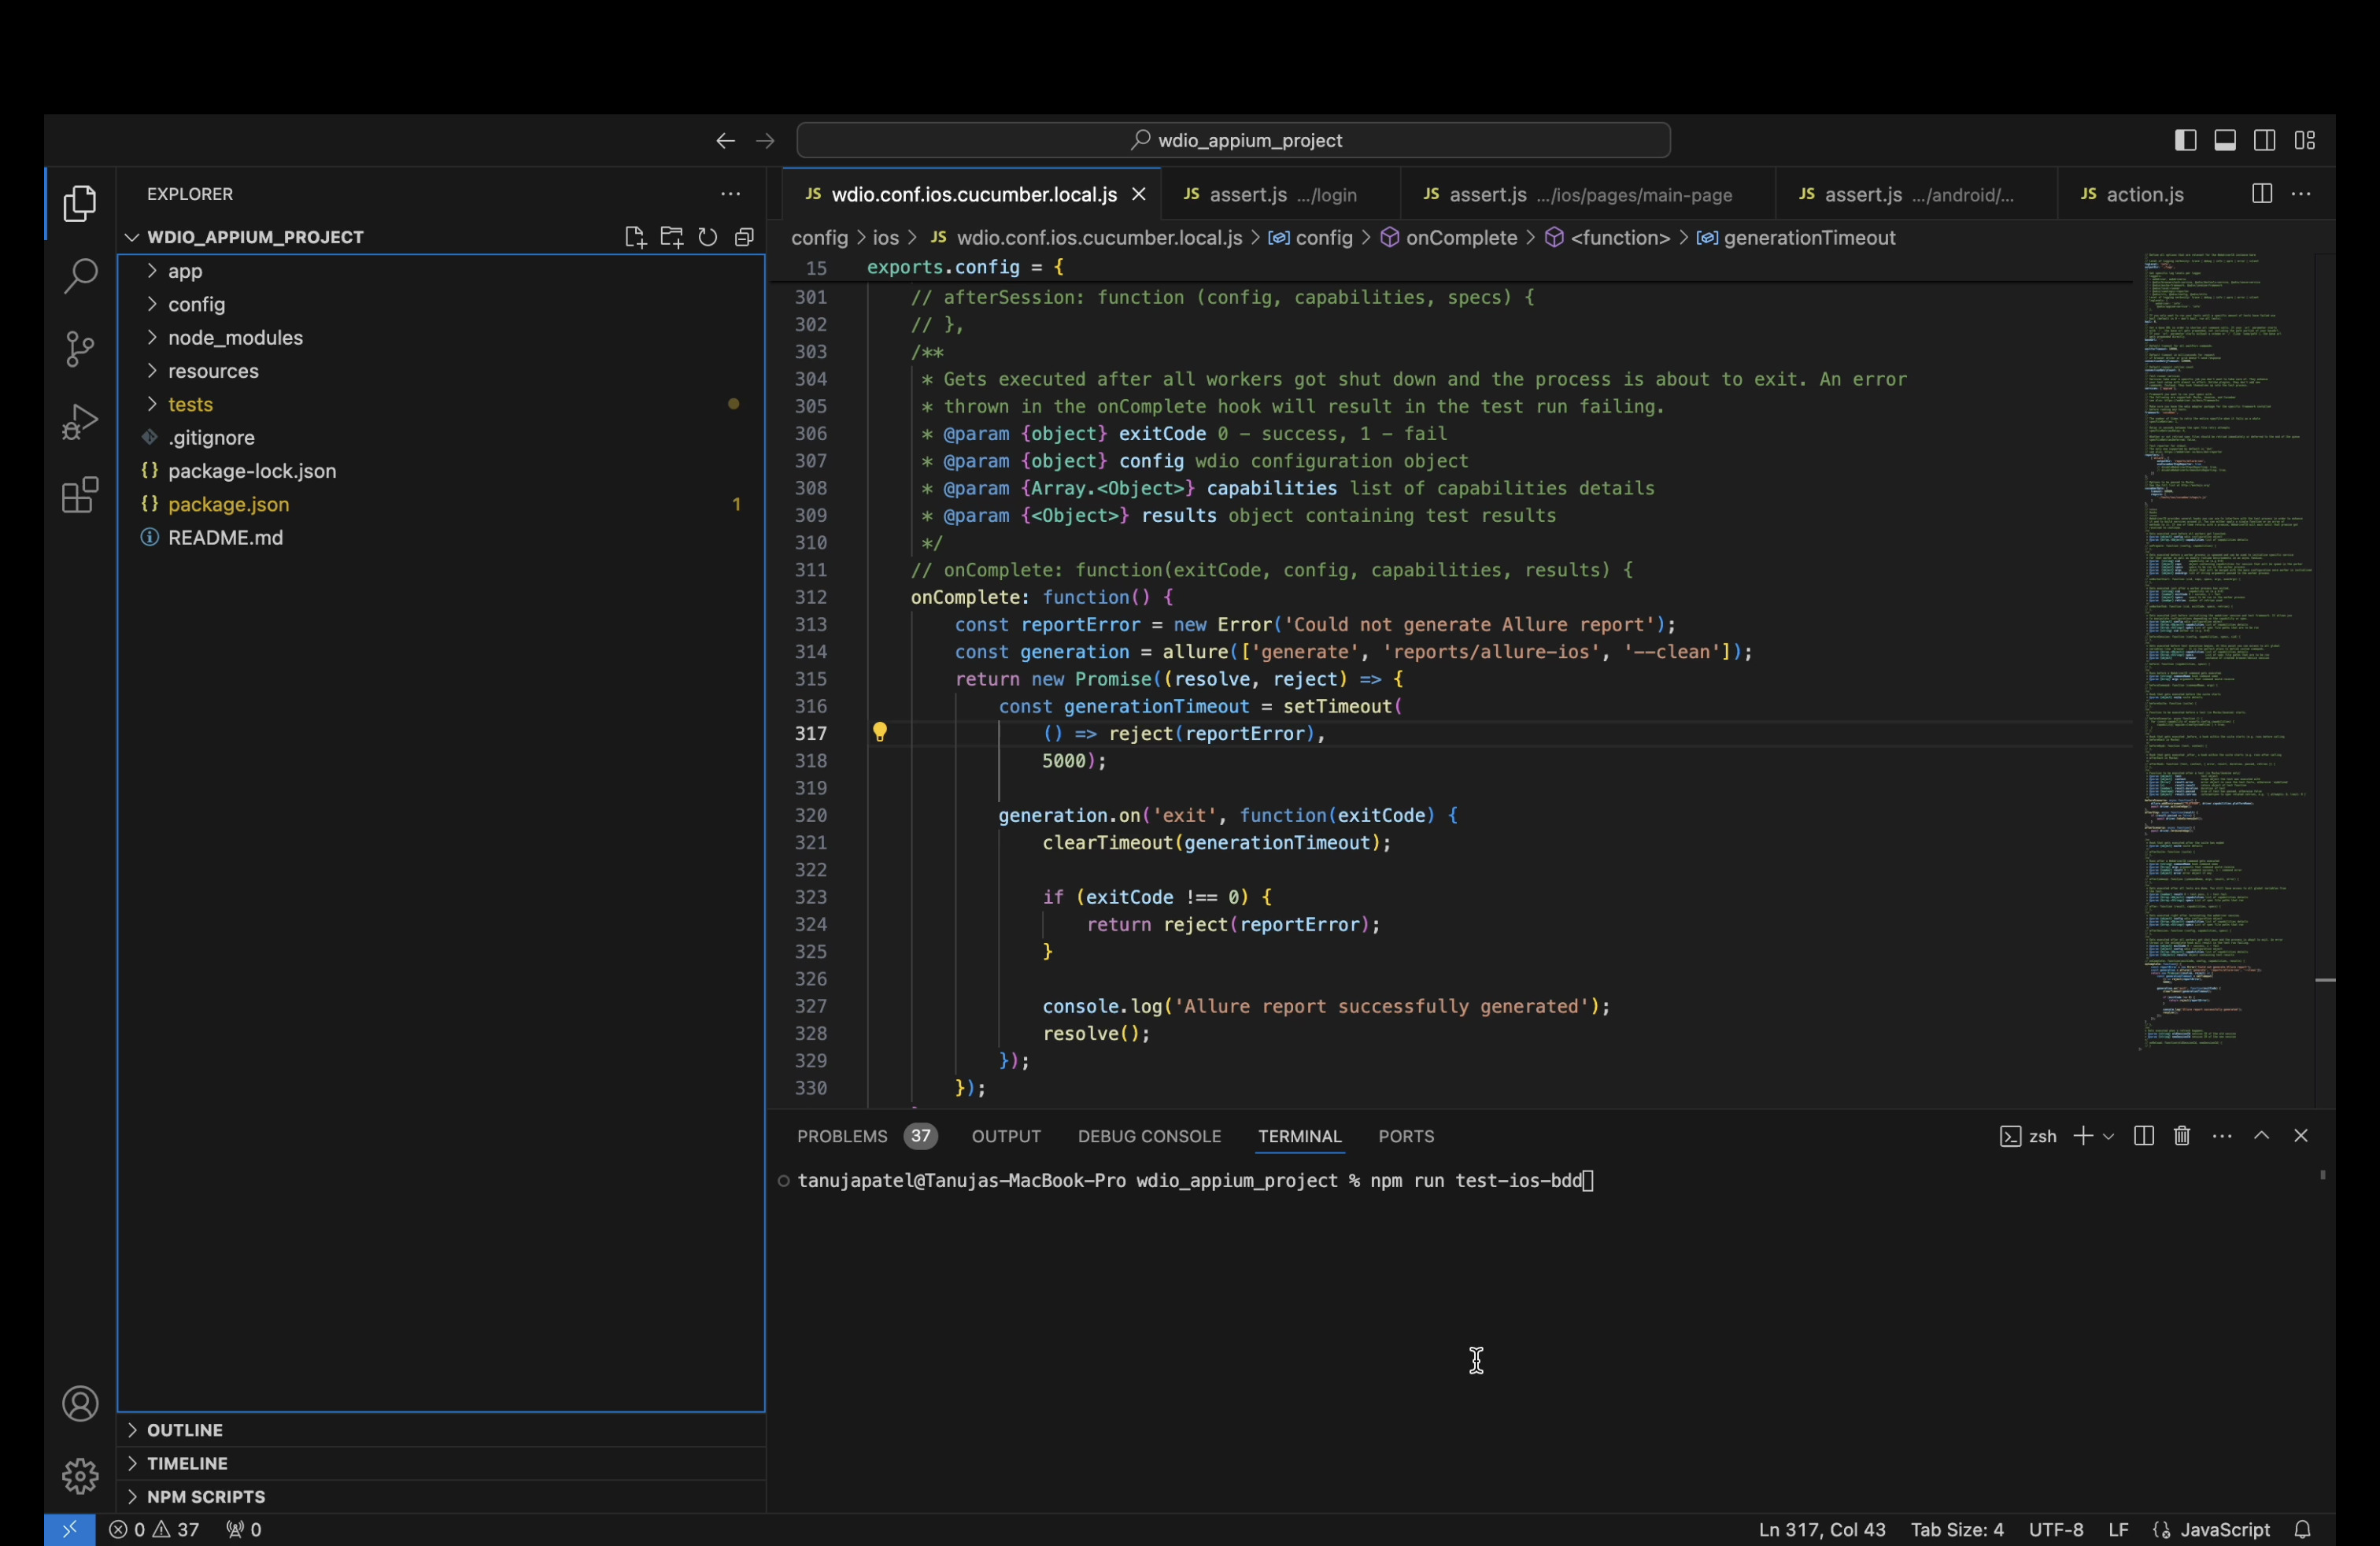 wdio_appium_project
EXPLORER
WDIO_APPIUM_PROJECT
app
config
node_modules
resources
tests
.gitignore
package-lock.json
package.json 1
README.md
OUTLINE
TIMELINE
NPM SCRIPTS
JS wdio.conf.ios.cucumber.local.js
JS assert.js .../login
JS assert.js .../ios/pages/main-page
JS assert.js .../android/...
JS action.js
config > ios > JS wdio.conf.ios.cucumber.local.js > config > onComplete > <function> > generationTimeout
15 exports.config = {
301 // afterSession: function (config, capabilities, specs) {
302 // },
303 /**
304 * Gets executed after all workers got shut down and the process is about to exit. An error
305 * thrown in the onComplete hook will result in the test run failing.
306 * @param {object} exitCode 0 - success, 1 - fail
307 * @param {object} config wdio configuration object
308 * @param {Array.<Object>} capabilities list of capabilities details
309 * @param {<Object>} results object containing test results
310 */
311 // onComplete: function(exitCode, config, capabilities, results) {
312 onComplete: function() {
313 const reportError = new Error('Could not generate Allure report');
314 const generation = allure(['generate', 'reports/allure-ios', '--clean']);
315 return new Promise((resolve, reject) => {
316 const generationTimeout = setTimeout(
317 () => reject(reportError),
318 5000);
319
320 generation.on('exit', function(exitCode) {
321 clearTimeout(generationTimeout);
322
323 if (exitCode !== 0) {
324 return reject(reportError);
325 }
326
327 console.log('Allure report successfully generated');
328 resolve();
329 });
330 });
PROBLEMS 37 OUTPUT DEBUG CONSOLE TERMINAL PORTS
zsh
tanujapatel@Tanujas-MacBook-Pro wdio_appium_project % npm run test-ios-bdd
0 37 0
Ln 317, Col 43 Tab Size: 4 UTF-8 LF JavaScript